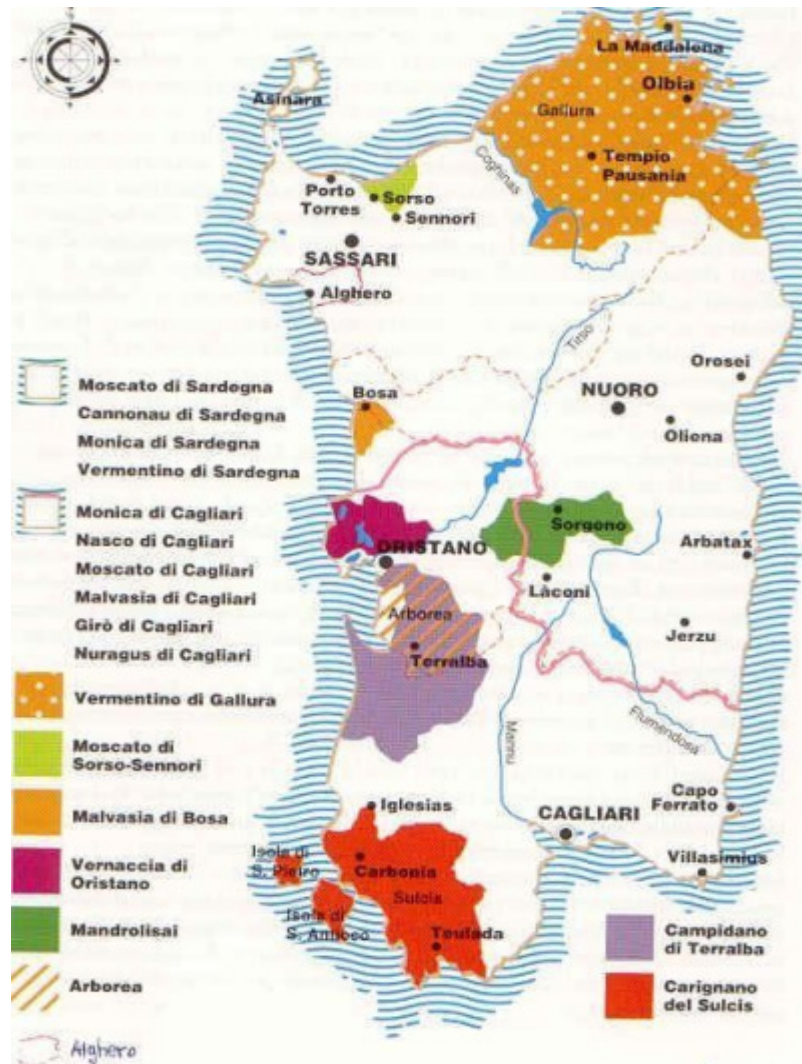 La Maddalena
Olbia
Asinara
Gallura
Coghinas
Tempio
Pausania
Porto
Torres
Sorso
Sennori
SASSARI
Alghero
Tirso
Orosei
Bosa
NUORO
Oliena
Moscato di Sardegna
Cannonau di Sardegna
Monica di Sardegna
Vermentino di Sardegna
Monica di Cagliari
Nasco di Cagliari
Moscato di Cagliari
Malvasia di Cagliari
Girò di Cagliari
Nuragus di Cagliari
Sorgono
ORISTANO
Arbatax
Làconi
Arborea
Jerzu
Terralba
Vermentino di Gallura
Mannu
Flumendosa
Moscato di
Sorso-Sennori
Iglesias
Capo
Ferrato
CAGLIARI
Malvasia di Bosa
Isola di
S. Pietro
Carbonia
Villasimius
Vernaccia di
Oristano
Sulcis
Isola di
S. Antioco
Teulada
Mandrolisai
Campidano
di Terralba
Arborea
Carignano
del Sulcis
Alghero